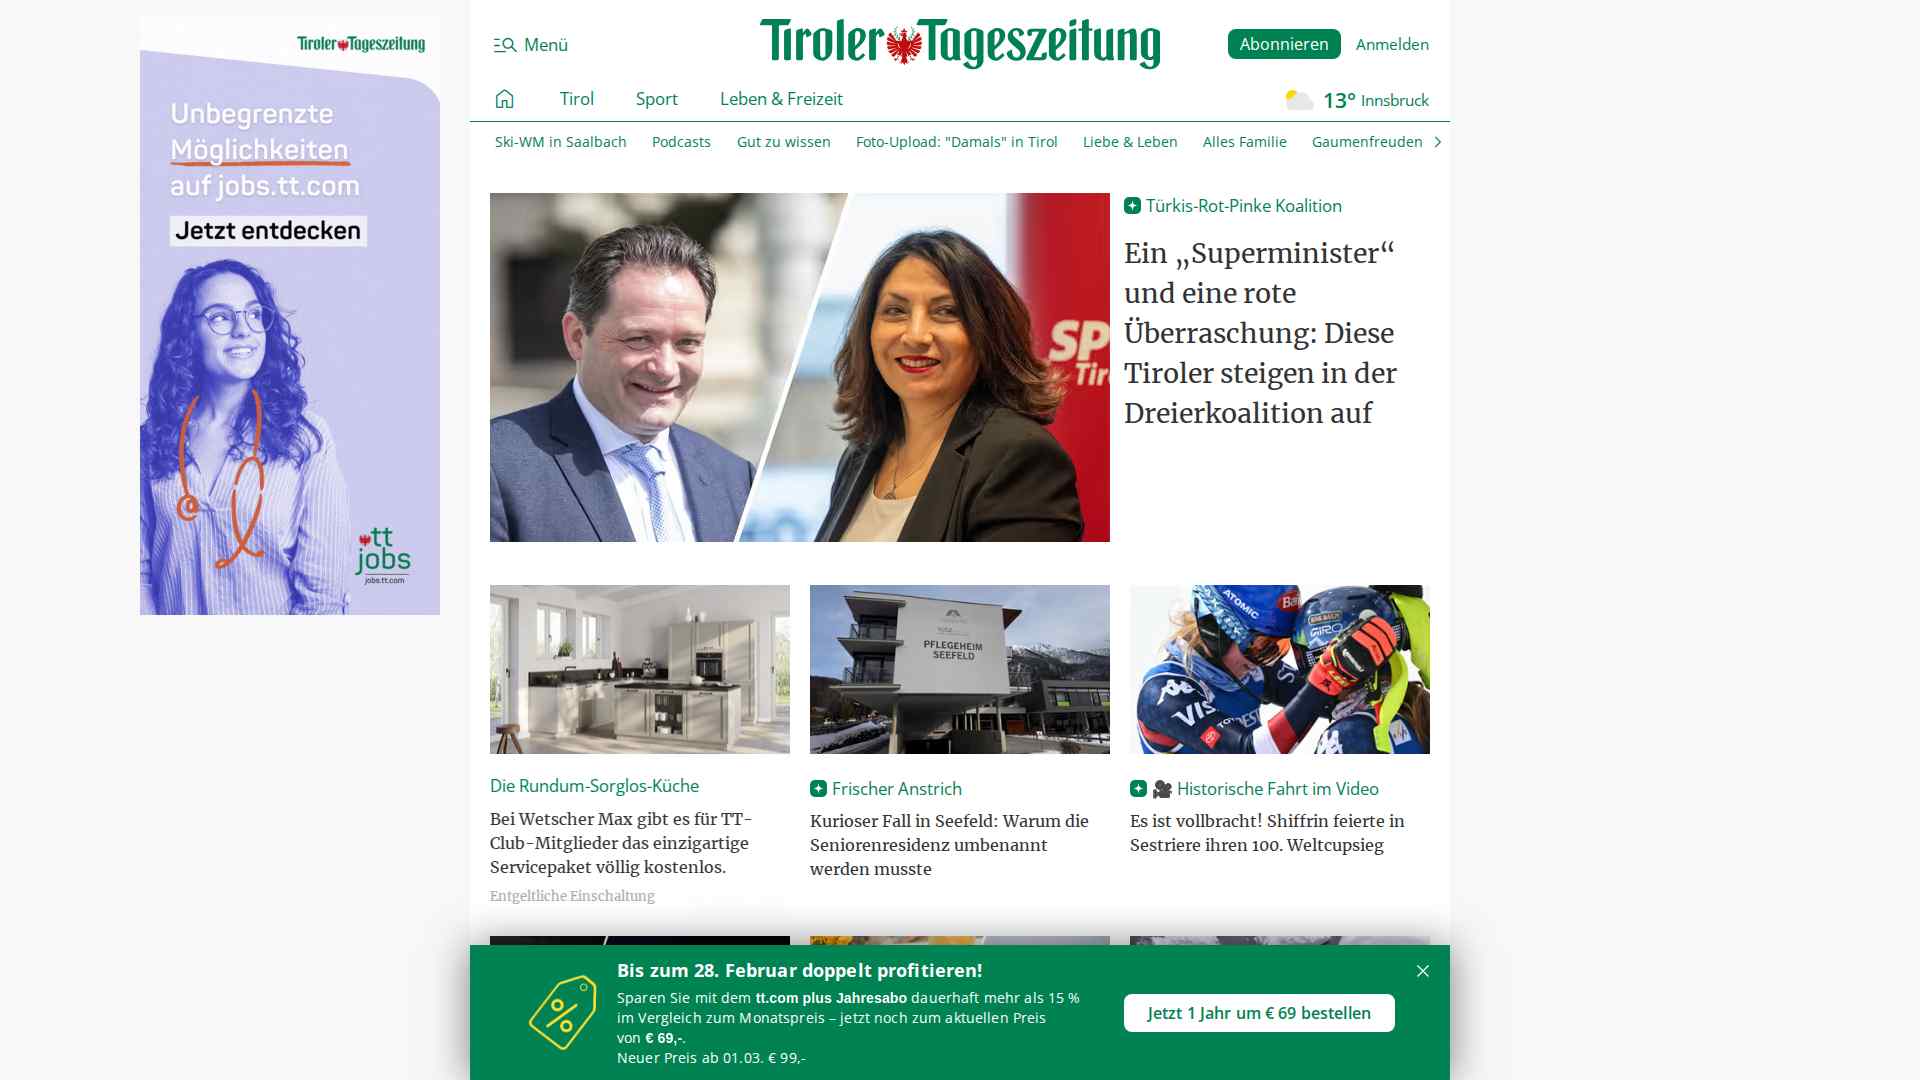 Tiroler Tageszeitung
Unbegrenzte
Möglichkeiten
auf jobs.tt.com
Jetzt entdecken
tt
jobs
jobs.tt.com
Menü
Tiroler Tageszeitung
Abonnieren
Anmelden
Tirol
Sport
Leben & Freizeit
13° Innsbruck
Ski-WM in Saalbach
Podcasts
Gut zu wissen
Foto-Upload: "Damals" in Tirol
Liebe & Leben
Alles Familie
Gaumenfreuden
SP
Tir
Türkis-Rot-Pinke Koalition
Ein „Superminister“
und eine rote
Überraschung: Diese
Tiroler steigen in der
Dreierkoalition auf
PFLEGEHEIM
SEEFELD
ATOMIC
GIRO
VIS
Die Rundum-Sorglos-Küche
Bei Wetscher Max gibt es für TT-
Club-Mitglieder das einzigartige
Servicepaket völlig kostenlos.
Entgeltliche Einschaltung
Frischer Anstrich
Kurioser Fall in Seefeld: Warum die
Seniorenresidenz umbenannt
werden musste
🎥 Historische Fahrt im Video
Es ist vollbracht! Shiffrin feierte in
Sestriere ihren 100. Weltcupsieg
Bis zum 28. Februar doppelt profitieren!
Sparen Sie mit dem tt.com plus Jahresabo dauerhaft mehr als 15 %
im Vergleich zum Monatspreis – jetzt noch zum aktuellen Preis
von € 69,-.
Neuer Preis ab 01.03. € 99,-
Jetzt 1 Jahr um € 69 bestellen